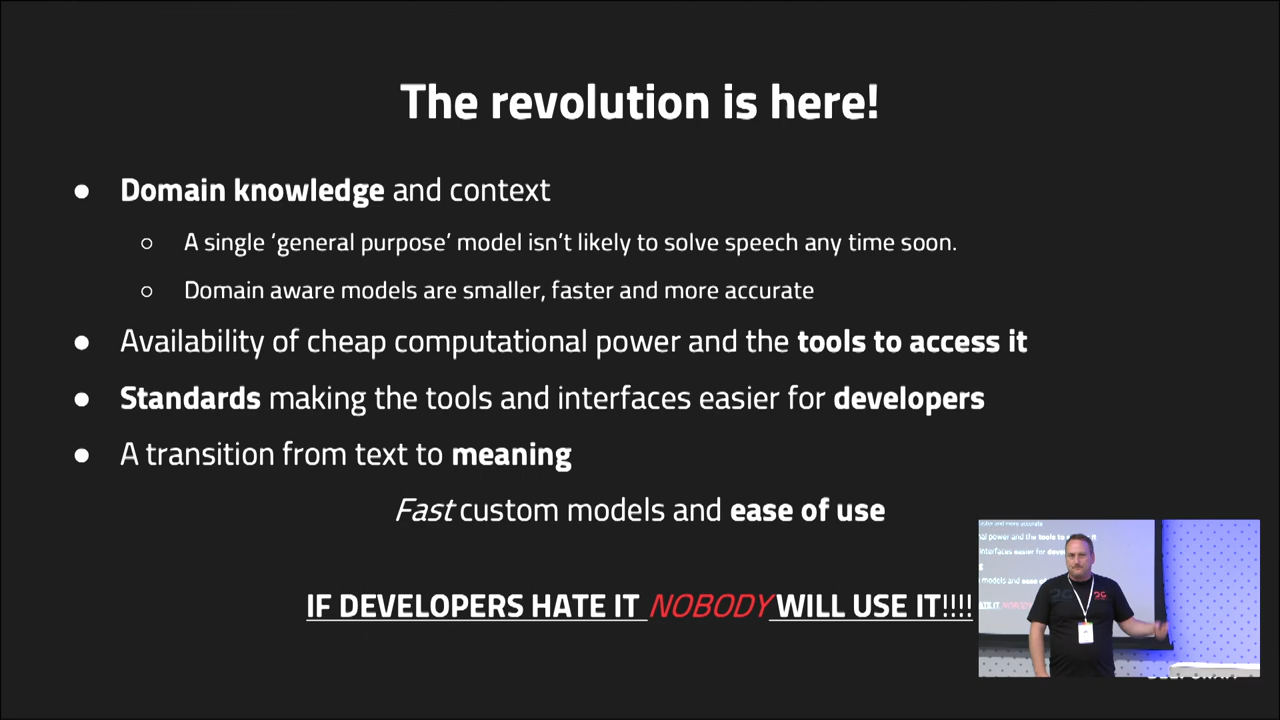 The revolution is here!
● Domain knowledge and context
○ A single ‘general purpose’ model isn’t likely to solve speech any time soon.
○ Domain aware models are smaller, faster and more accurate
● Availability of cheap computational power and the tools to access it
● Standards making the tools and interfaces easier for developers
● A transition from text to meaning
Fast custom models and ease of use
IF DEVELOPERS HATE IT NOBODY WILL USE IT!!!!